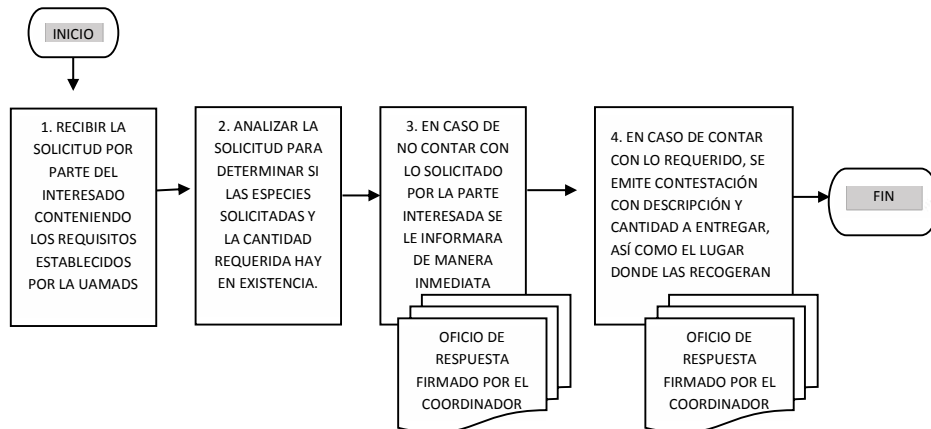 INICIO
1. RECIBIR LA
SOLICITUD POR
PARTE DEL
INTERESADO
CONTENIENDO
LOS REQUISITOS
ESTABLECIDOS
POR LA UAMADS
2. ANALIZAR LA
SOLICITUD PARA
DETERMINAR SI
LAS ESPECIES
SOLICITADAS Y
LA CANTIDAD
REQUERIDA HAY
EN EXISTENCIA.
3. EN CASO DE
NO CONTAR CON
LO SOLICITADO
POR LA PARTE
INTERESADA SE
LE INFORMARA
DE MANERA
INMEDIATA
OFICIO DE
RESPUESTA
FIRMADO POR EL
COORDINADOR
4. EN CASO DE CONTAR
CON LO REQUERIDO, SE
EMITE CONTESTACIÓN
CON DESCRIPCIÓN Y
CANTIDAD A ENTREGAR,
ASÍ COMO EL LUGAR
DONDE LAS RECOGERAN
OFICIO DE
RESPUESTA
FIRMADO POR EL
COORDINADOR
FIN